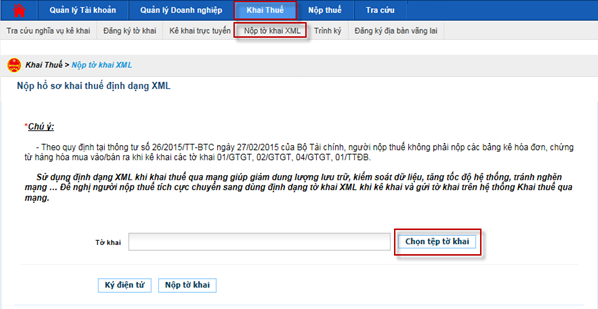 Quản lý Tài khoản Quản lý Doanh nghiệp Khai Thuế Nộp thuế Tra cứu
Tra cứu nghĩa vụ kê khai Đăng ký tờ khai Kê khai trực tuyến Nộp tờ khai XML Trình ký Đăng ký địa bàn vãng lai
Khai Thuế > Nộp tờ khai XML
Nộp hồ sơ khai thuế định dạng XML
*Chú ý:
- Theo quy định tại thông tư số 26/2015/TT-BTC ngày 27/02/2015 của Bộ Tài chính, người nộp thuế không phải nộp các bảng kê hóa đơn, chứng
từ hàng hóa mua vào/bán ra khi kê khai các tờ khai 01/GTGT, 02/GTGT, 04/GTGT, 01/TTĐB.
Sử dụng định dạng XML khi khai thuế qua mạng giúp giảm dung lượng lưu trữ, kiểm soát dữ liệu, tăng tốc độ hệ thống, tránh nghẽn
mạng ... Đề nghị người nộp thuế tích cực chuyển sang dùng định dạng tờ khai XML khi kê khai và gửi tờ khai trên hệ thống Khai thuế qua
mạng.
Tờ khai Chọn tệp tờ khai
Ký điện tử Nộp tờ khai